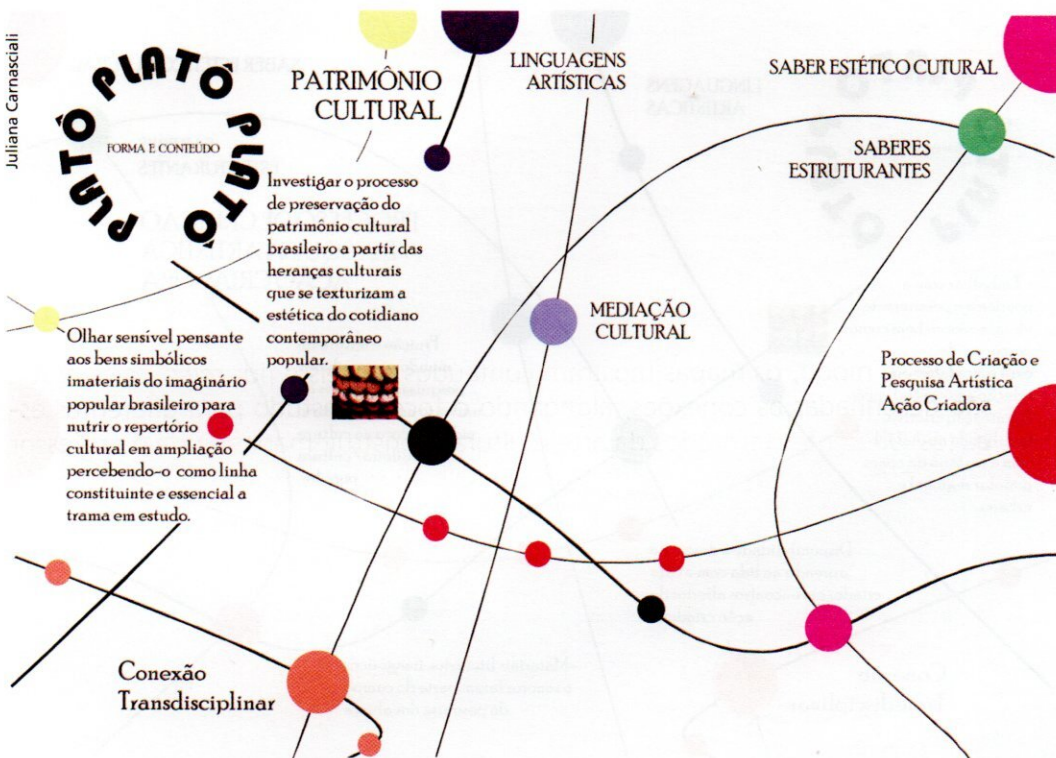 Juliana Carnasciali
PLATÔ PLATÔ PLATÔ PLATÔ
FORMA E CONTEÚDO
PATRIMÔNIO
CULTURAL
LINGUAGENS
ARTÍSTICAS
SABER ESTÉTICO CUTURAL
SABERES
ESTRUTURANTES
Investigar o processo
de preservação do
patrimônio cultural
brasileiro a partir das
heranças culturais
que se texturizam a
estética do cotidiano
contemporâneo
popular.
MEDIAÇÃO
CULTURAL
Olhar sensível pensante
aos bens simbólicos
imateriais do imaginário
popular brasileiro para
nutrir o repertório
cultural em ampliação
percebendo-o como linha
constituinte e essencial a
trama em estudo.
Processo de Criação e
Pesquisa Artística
Ação Criadora
Conexão
Transdisciplinar